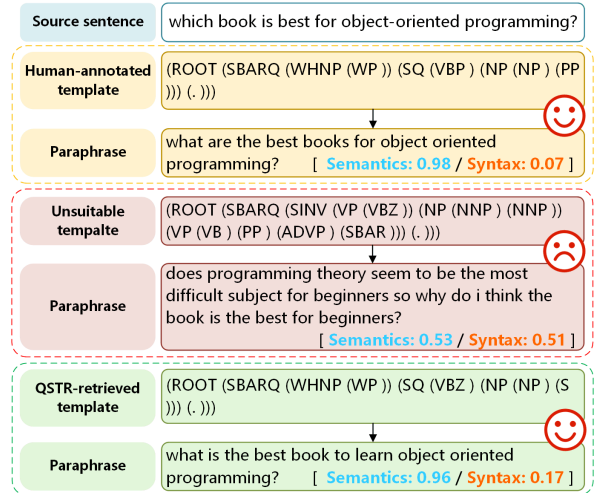 Source sentence
which book is best for object-oriented programming?
Human-annotated
template
(ROOT (SBARQ (WHNP (WP )) (SQ (VBP ) (NP (NP ) (PP
))) (. )))
Paraphrase
what are the best books for object oriented
programming? [ Semantics: 0.98 / Syntax: 0.07 ]
Unsuitable
tempalte
(ROOT (SBARQ (SINV (VP (VBZ )) (NP (NNP ) (NNP ))
(VP (VB ) (PP ) (ADVP ) (SBAR ))) (. )))
Paraphrase
does programming theory seem to be the most
difficult subject for beginners so why do i think the
book is the best for beginners?
[ Semantics: 0.53 / Syntax: 0.51 ]
QSTR-retrieved
template
(ROOT (SBARQ (WHNP (WP )) (SQ (VBZ ) (NP (NP ) (S
))) (. )))
Paraphrase
what is the best book to learn object oriented
programming? [ Semantics: 0.96 / Syntax: 0.17 ]